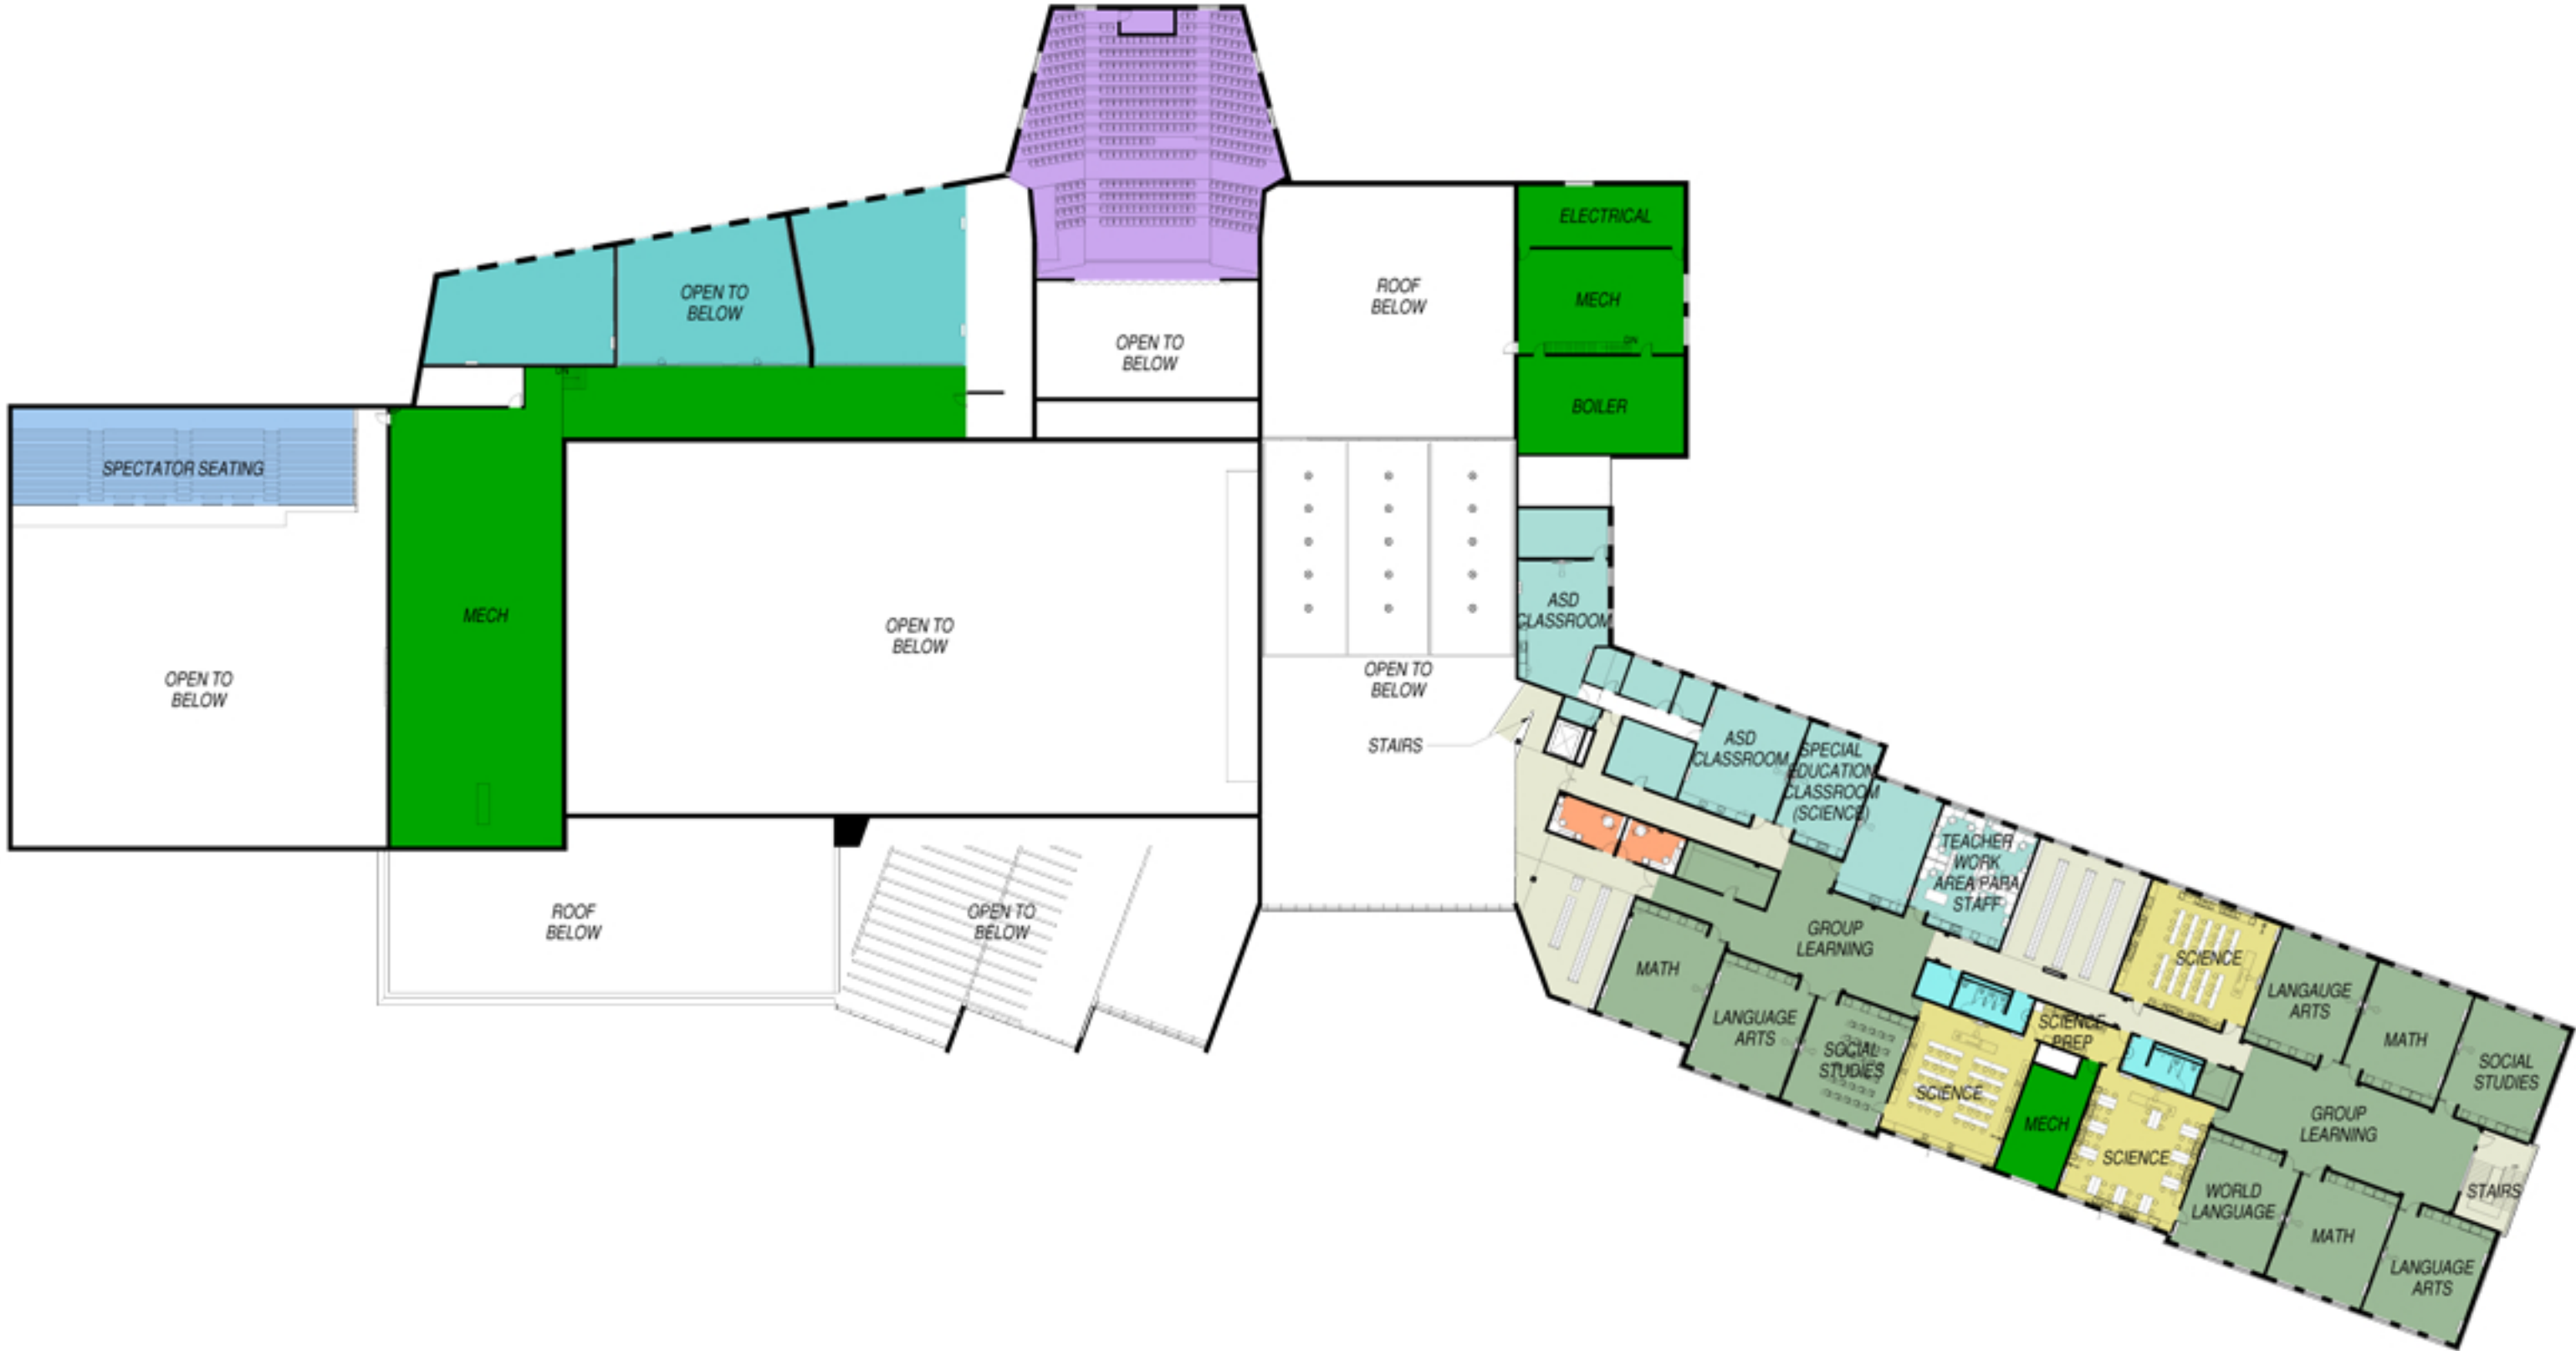 ELECTRICAL
MECH
DN
BOILER
ROOF
BELOW
OPEN TO
BELOW
OPEN TO
BELOW
DN
SPECTATOR SEATING
MECH
OPEN TO
BELOW
OPEN TO
BELOW
OPEN TO
BELOW
STAIRS
ROOF
BELOW
OPEN TO
BELOW
ASD
CLASSROOM
ASD
CLASSROOM
SPECIAL
EDUCATION
CLASSROOM
(SCIENCE)
TEACHER
WORK
AREA PARA
STAFF
GROUP
LEARNING
MATH
LANGUAGE
ARTS
SOCIAL
STUDIES
SCIENCE
SCIENCE
PREP
MECH
SCIENCE
SCIENCE
LANGAUGE
ARTS
MATH
SOCIAL
STUDIES
GROUP
LEARNING
STAIRS
WORLD
LANGUAGE
MATH
LANGUAGE
ARTS